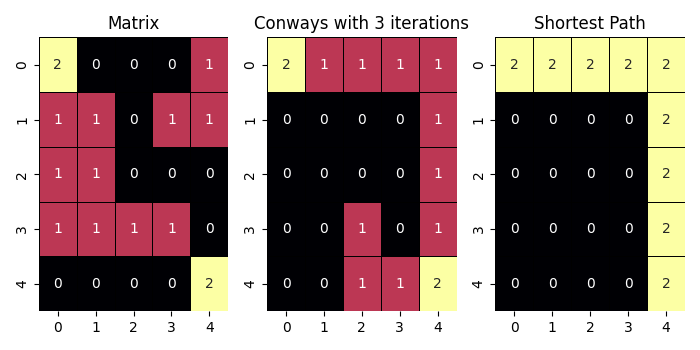 Matrix Conways with 3 iterations Shortest Path
0 2 0 0 0 1 0 2 1 1 1 1 0 2 2 2 2 2
1 1 1 0 1 1 1 0 0 0 0 1 1 0 0 0 0 2
2 1 1 0 0 0 2 0 0 0 0 1 2 0 0 0 0 2
3 1 1 1 1 0 3 0 0 1 0 1 3 0 0 0 0 2
4 0 0 0 0 2 4 0 0 1 1 2 4 0 0 0 0 2
0 1 2 3 4 0 1 2 3 4 0 1 2 3 4